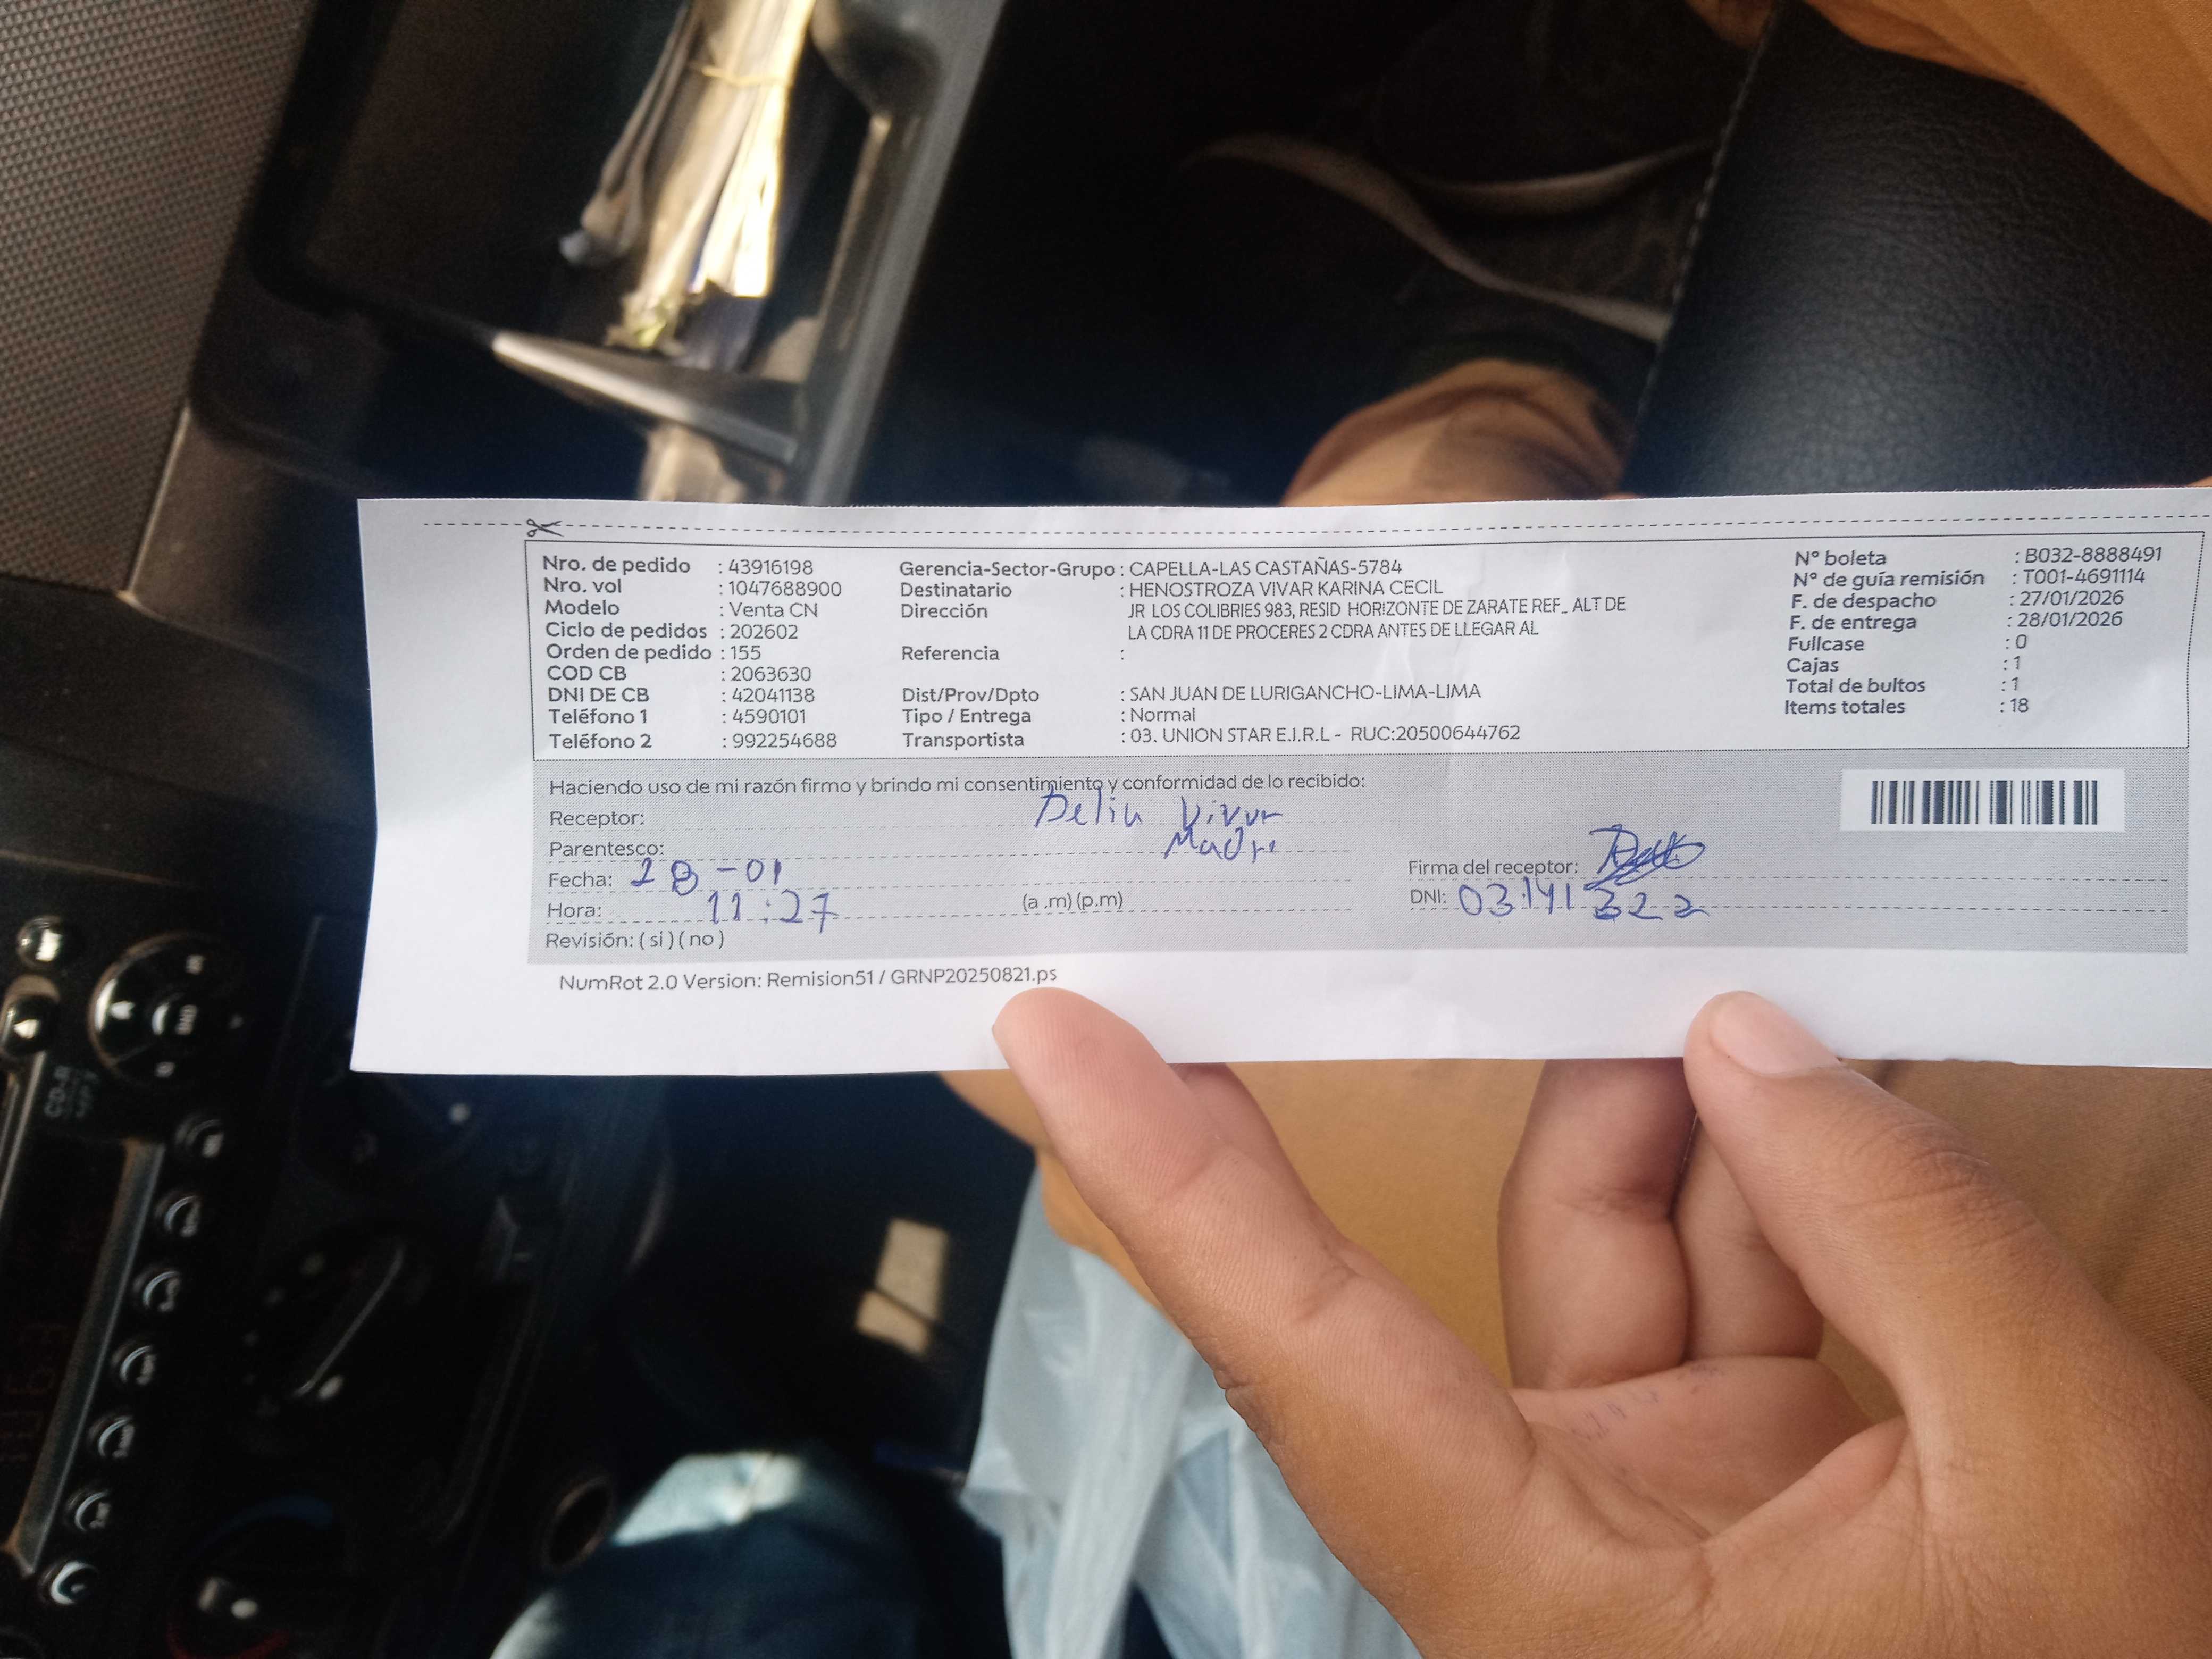 Nro. de pedido : 43916198
Nro. vol : 1047688900
Modelo : Venta CN
Ciclo de pedidos : 202602
Orden de pedido : 155
COD CB : 2063630
DNI DE CB : 42041138
Teléfono 1 : 4590101
Teléfono 2 : 992254688
Gerencia-Sector-Grupo : CAPELLA-LAS CASTAÑAS-5784
Destinatario : HENOSTROZA VIVAR KARINA CECIL
Dirección JR LOS COLIBRIES 983, RESID HORIZONTE DE ZARATE REF_ ALT DE
LA CDRA 11 DE PROCERES 2 CDRA ANTES DE LLEGAR AL
Referencia :
Dist/Prov/Dpto : SAN JUAN DE LURIGANCHO-LIMA-LIMA
Tipo / Entrega : Normal
Transportista : 03. UNION STAR E.I.R.L - RUC:20500644762
N° boleta : B032-8888491
N° de guía remisión : T001-4691114
F. de despacho : 27/01/2026
F. de entrega : 28/01/2026
Fullcase : 0
Cajas : 1
Total de bultos : 1
Items totales : 18
Haciendo uso de mi razón firmo y brindo mi consentimiento y conformidad de lo recibido:
Receptor: Delia Vivar
Parentesco: Madre
Fecha: 28-01
Hora: 11:27 (a .m) (p.m)
Revisión: ( si ) ( no )
Firma del receptor:
DNI: 03141322
NumRot 2.0 Version: Remision51 / GRNP20250821.ps
CD-R